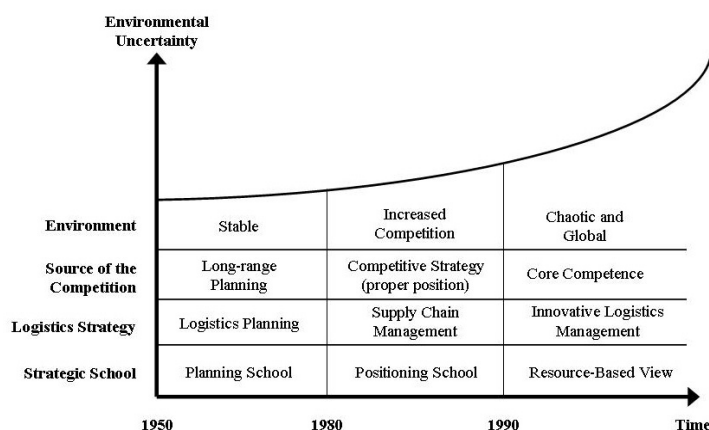 Environmental
Uncertainty
Environment
Stable
Increased
Competition
Chaotic and
Global
Source of the
Competition
Long-range
Planning
Competitive Strategy
(proper position)
Core Competence
Logistics Strategy
Logistics Planning
Supply Chain
Management
Innovative Logistics
Management
Strategic School
Planning School
Positioning School
Resource-Based View
1950
1980
1990
Time